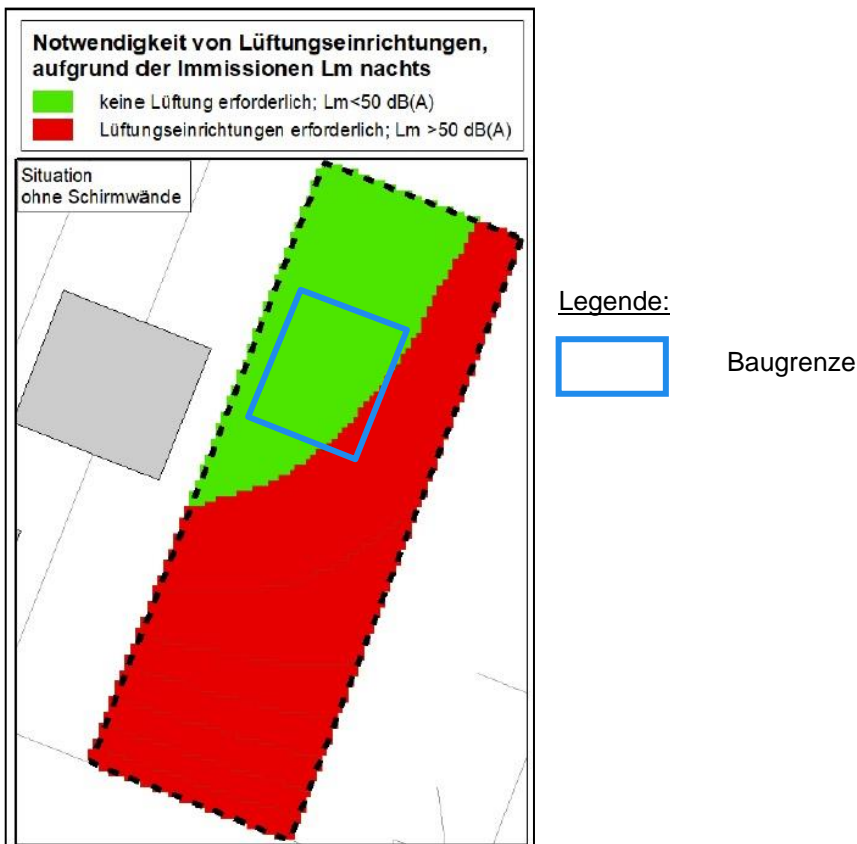 Notwendigkeit von Lüftungseinrichtungen,
aufgrund der Immissionen Lm nachts
keine Lüftung erforderlich; Lm<50 dB(A)
Lüftungseinrichtungen erforderlich; Lm >50 dB(A)
Situation
ohne Schirmwände
Legende:
Baugrenze